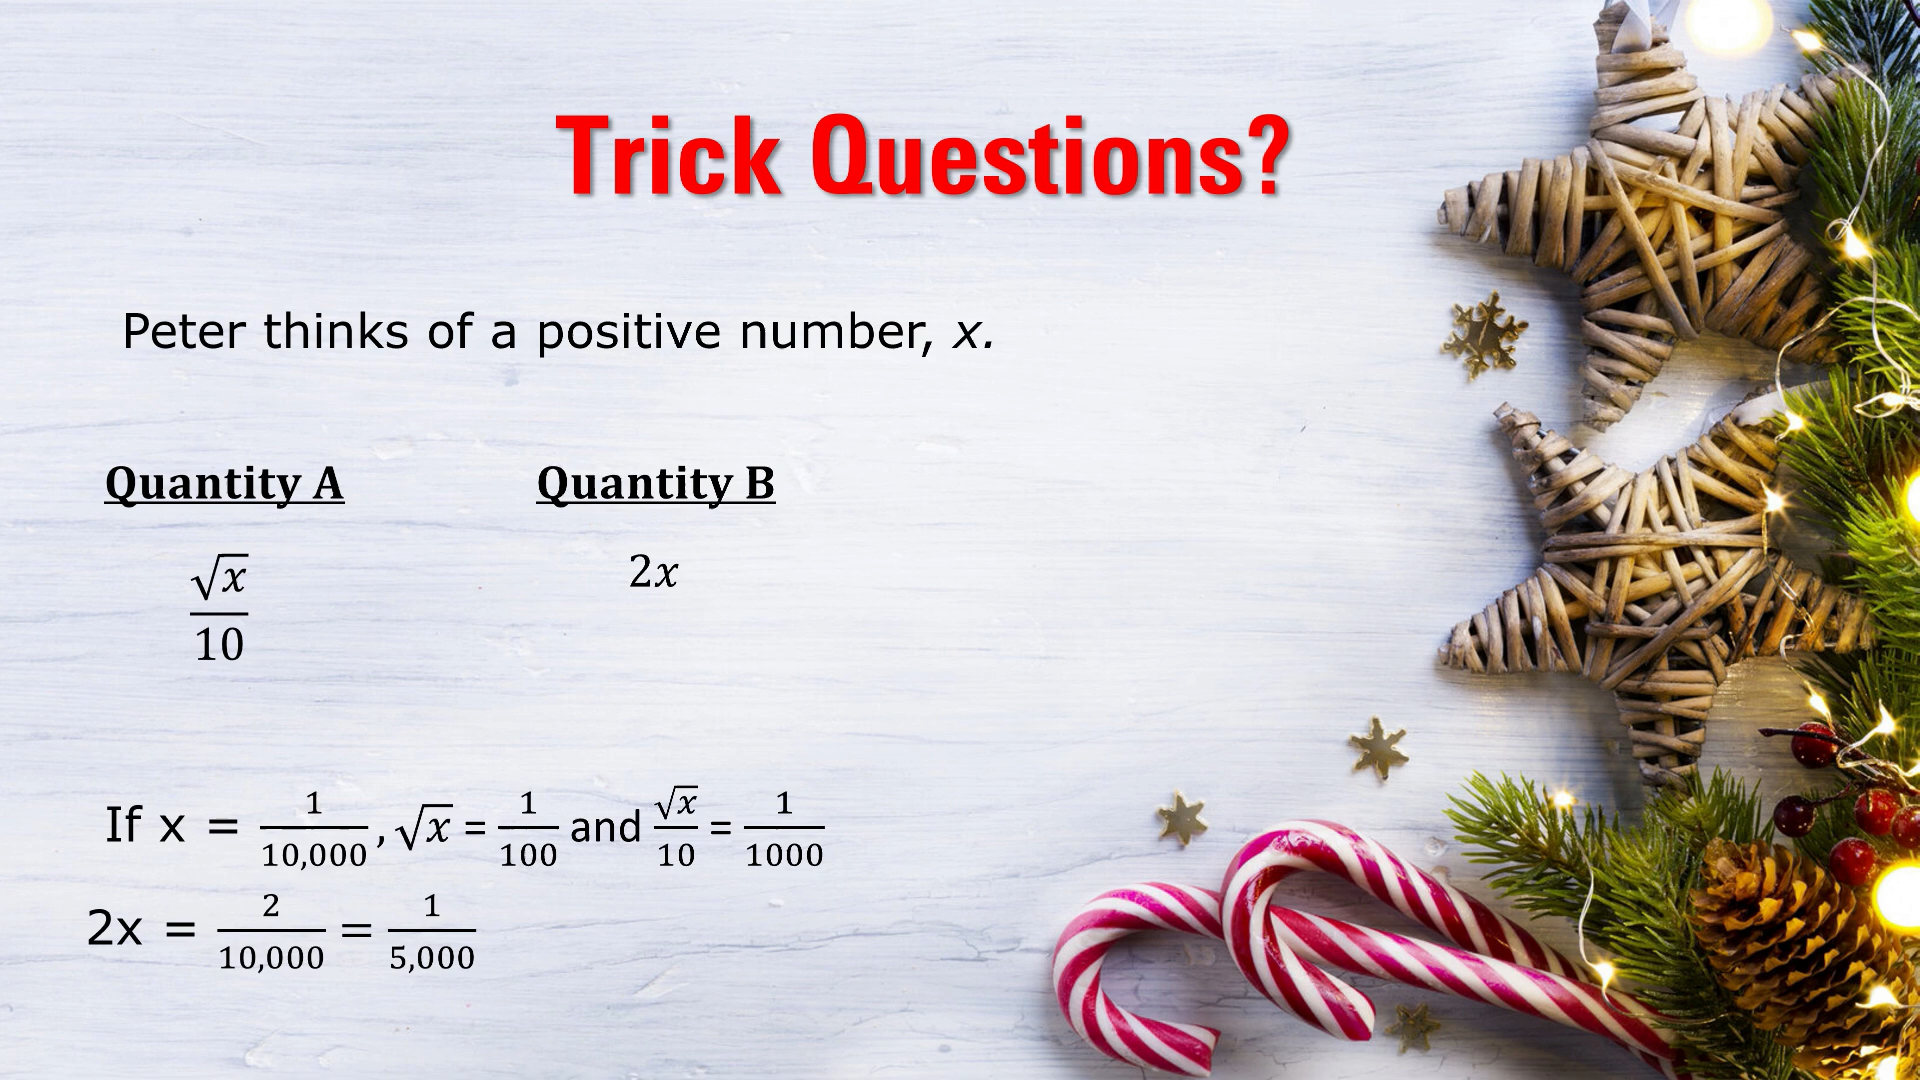 Trick Questions?
Peter thinks of a positive number, x.
Quantity A Quantity B
√x/10 2x
If x = 1/10,000, √x = 1/100 and √x/10 = 1/1000
2x = 2/10,000 = 1/5,000